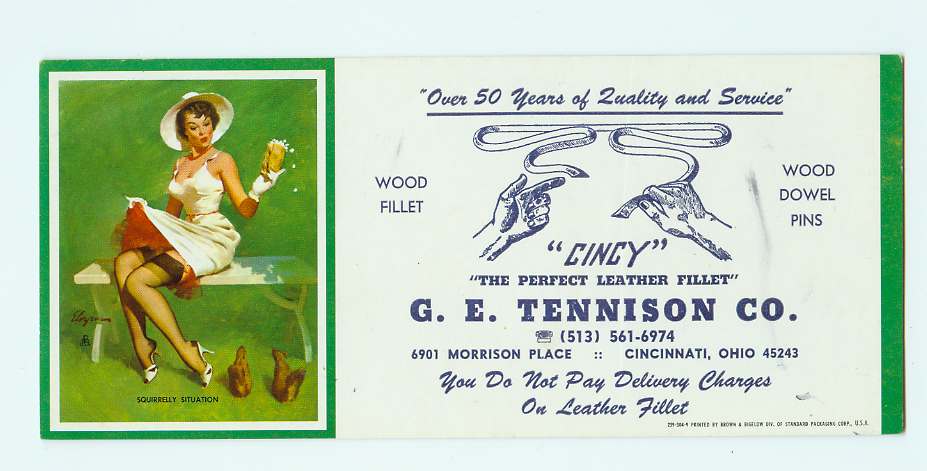 Elvgren
SQUIRRELLY SITUATION
"Over 50 Years of Quality and Service"
WOOD
FILLET
WOOD
DOWEL
PINS
"CINCY"
"THE PERFECT LEATHER FILLET"
G. E. TENNISON CO.
☎ (513) 561-6974
6901 MORRISON PLACE :: CINCINNATI, OHIO 45243
You Do Not Pay Delivery Charges
On Leather Fillet
PRINTED BY BROWN & BIGELOW DIV. OF STANDARD PACKAGING CORP., U.S.A.